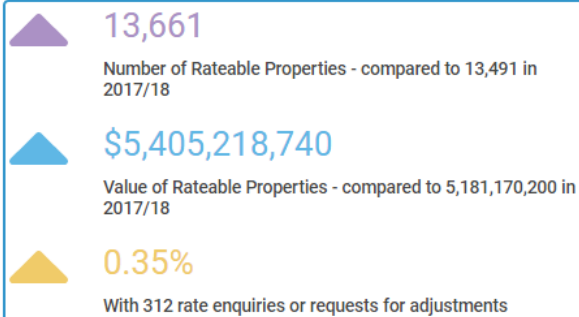 13,661
Number of Rateable Properties - compared to 13,491 in
2017/18
$5,405,218,740
Value of Rateable Properties - compared to 5,181,170,200 in
2017/18
0.35%
With 312 rate enquiries or requests for adjustments